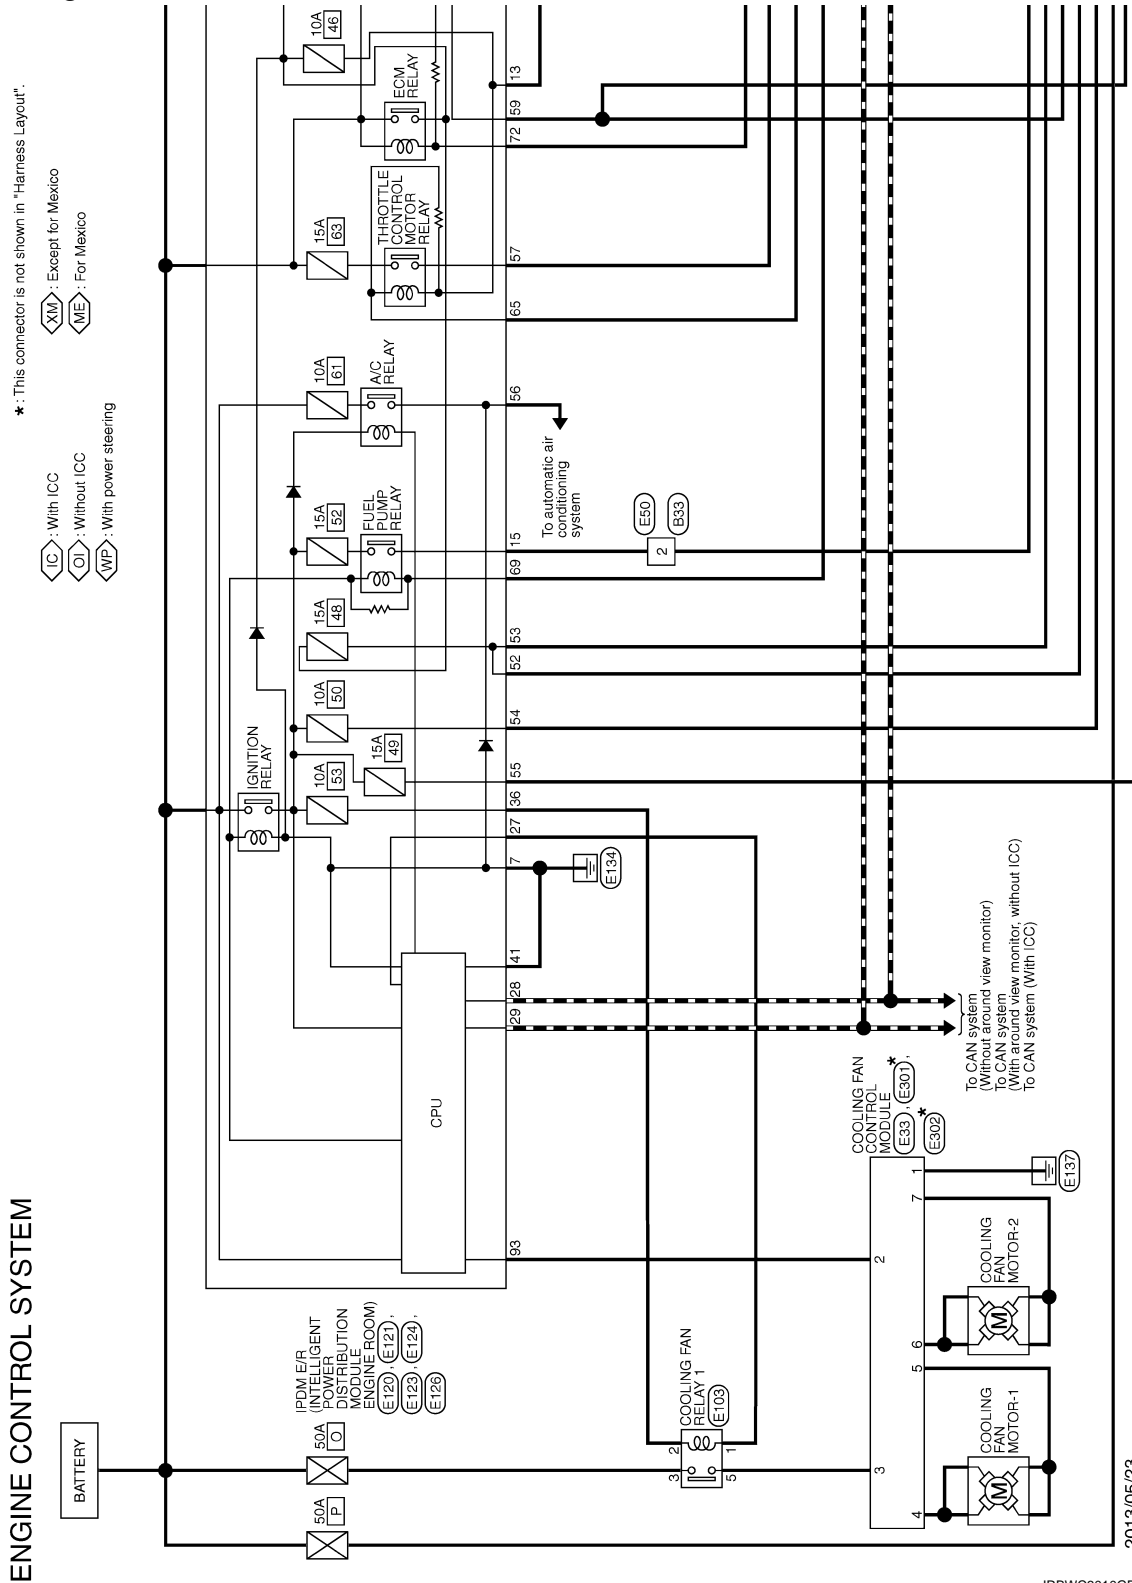 ENGINE CONTROL SYSTEM
IC : With ICC
OI : Without ICC
WP : With power steering
XM : Except for Mexico
ME : For Mexico
* : This connector is not shown in "Harness Layout".
BATTERY
50A
P
50A
O
IPDM E/R
(INTELLIGENT
POWER
DISTRIBUTION
MODULE
ENGINE ROOM)
E120 , E121 ,
E123 , E124 ,
E126
CPU
IGNITION
RELAY
10A
53
15A
49
10A
50
15A
48
15A
52
FUEL
PUMP
RELAY
10A
61
A/C
RELAY
15A
63
THROTTLE
CONTROL
MOTOR
RELAY
ECM
RELAY
10A
46
93
29
28
41
7
27
36
55
54
52
53
69
15
56
65
57
72
59
13
E134
To automatic air
conditioning
system
2
E50
B33
COOLING FAN
RELAY 1
E103
2
3
1
5
COOLING FAN
CONTROL
MODULE
E33 , E301 * ,
E302 *
3
2
4
5
6
7
1
COOLING
FAN
MOTOR-1
M
COOLING
FAN
MOTOR-2
M
E137
To CAN system
(Without around view monitor)
To CAN system
(With around view monitor, without ICC)
To CAN system (With ICC)
2013/05/23